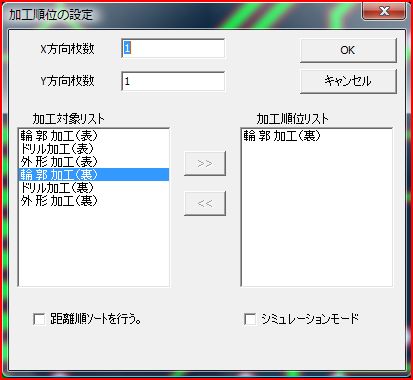 加工順位の設定
X方向枚数 1 OK
Y方向枚数 1 キャンセル
加工対象リスト 加工順位リスト
輪郭加工(表) 輪郭加工(裏)
ドリル加工(表)
外形加工(表)
輪郭加工(裏) >>
ドリル加工(裏)
外形加工(裏) <<
距離順ソートを行う。 シミュレーションモード